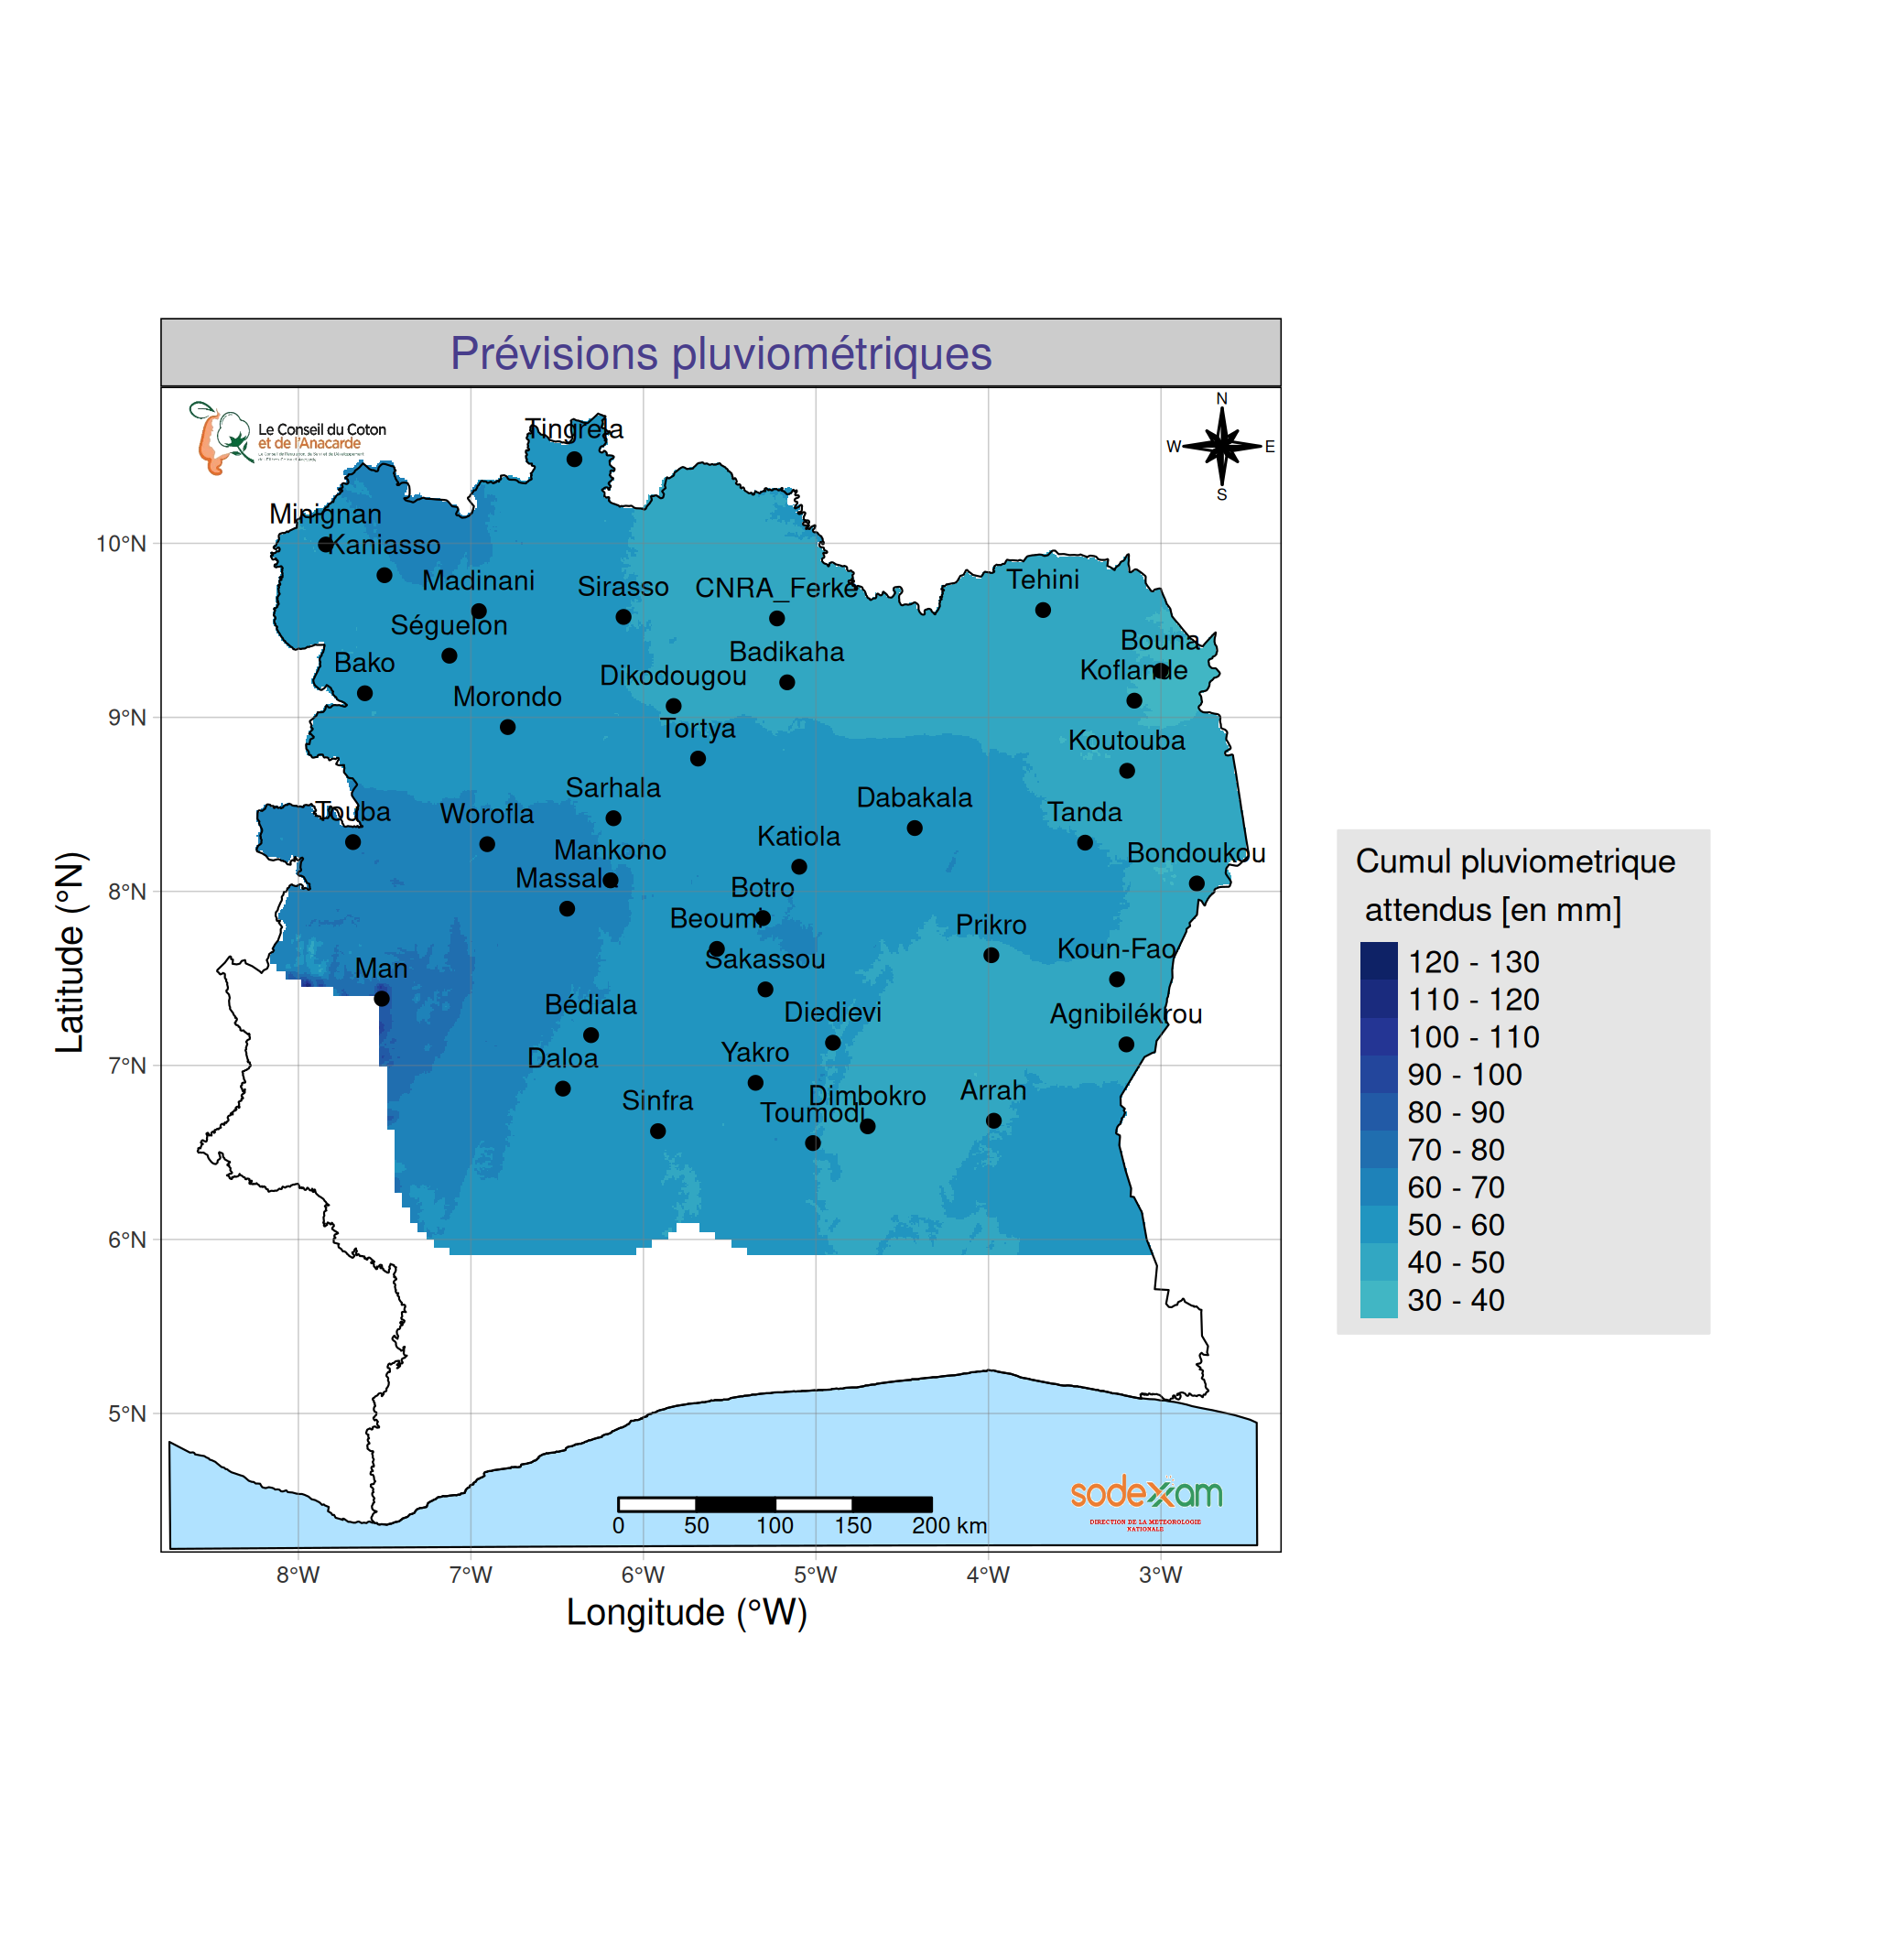 Prévisions pluviométriques
Le Conseil du Coton
et de l'Anacarde
N
W
E
S
Tingrela
Minignan
Kaniasso
Madinani
Sirasso
CNRA_Ferke
Tehini
Séguelon
Bouna
Bako
Badikaha
Koflande
Dikodougou
Morondo
Tortya
Koutouba
Sarhala
Dabakala
Touba
Worofla
Tanda
Katiola
Mankono
Bondoukou
Massala
Botro
Beoumi
Prikro
Sakassou
Koun-Fao
Man
Bédiala
Diedievi
Agnibilékrou
Daloa
Yakro
Sinfra
Dimbokro
Arrah
Toumodi
10°N
9°N
8°N
7°N
6°N
5°N
Latitude (°N)
8°W
7°W
6°W
5°W
4°W
3°W
Longitude (°W)
0
50
100
150
200 km
sodexam
DIRECTION DE LA METEOROLOGIE
NATIONALE
Cumul pluviometrique
attendus [en mm]
120 - 130
110 - 120
100 - 110
90 - 100
80 - 90
70 - 80
60 - 70
50 - 60
40 - 50
30 - 40